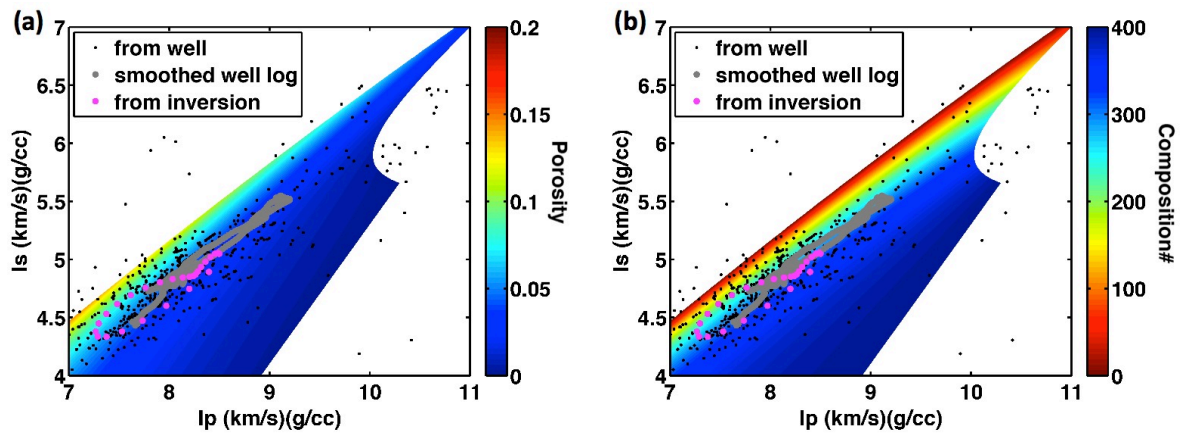 (a)
7
6.5
6
5.5
5
4.5
4
Is (km/s)(g/cc)
from well
smoothed well log
from inversion
7 8 9 10 11
Ip (km/s)(g/cc)
0.2
0.15
0.1
0.05
0
Porosity
(b)
7
6.5
6
5.5
5
4.5
4
Is (km/s)(g/cc)
from well
smoothed well log
from inversion
7 8 9 10 11
Ip (km/s)(g/cc)
400
300
200
100
0
Composition#